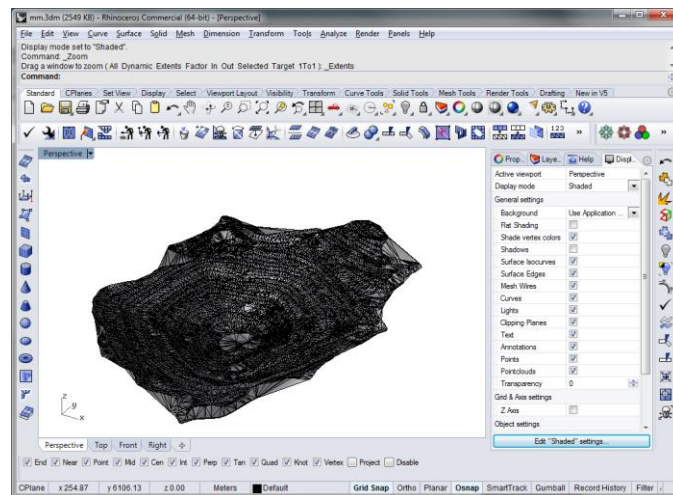 mm.3dm (2549 KB) - Rhinoceros Commercial (64-bit) - [Perspective]
File Edit View Curve Surface Solid Mesh Dimension Transform Tools Analyze Render Panels Help
Display mode set to "Shaded".
Command: _Zoom
Drag a window to zoom ( All Dynamic Extents Factor In Out Selected Target 1To1 ): _Extents
Command:
Standard CPlanes Set View Display Select Viewport Layout Visibility Transform Curve Tools Solid Tools Mesh Tools Render Tools Drafting New in V5
123
Perspective
Prop... Laye... Help Displ...
Active viewport Perspective
Display mode Shaded
General settings
Background Use Application ...
Flat Shading
Shade vertex colors
Shadows
Surface Isocurves
Surface Edges
Mesh Wires
Curves
Lights
Clipping Planes
Text
Annotations
Points
Pointclouds
Transparency 0
Grid & Axis settings
Z Axis
Object settings
Edit "Shaded" settings...
z
y
x
Perspective Top Front Right
End Near Point Mid Cen Int Perp Tan Quad Knot Vertex Project Disable
CPlane x 254.87 y 6106.13 z 0.00 Meters Default Grid Snap Ortho Planar Osnap SmartTrack Gumball Record History Filter